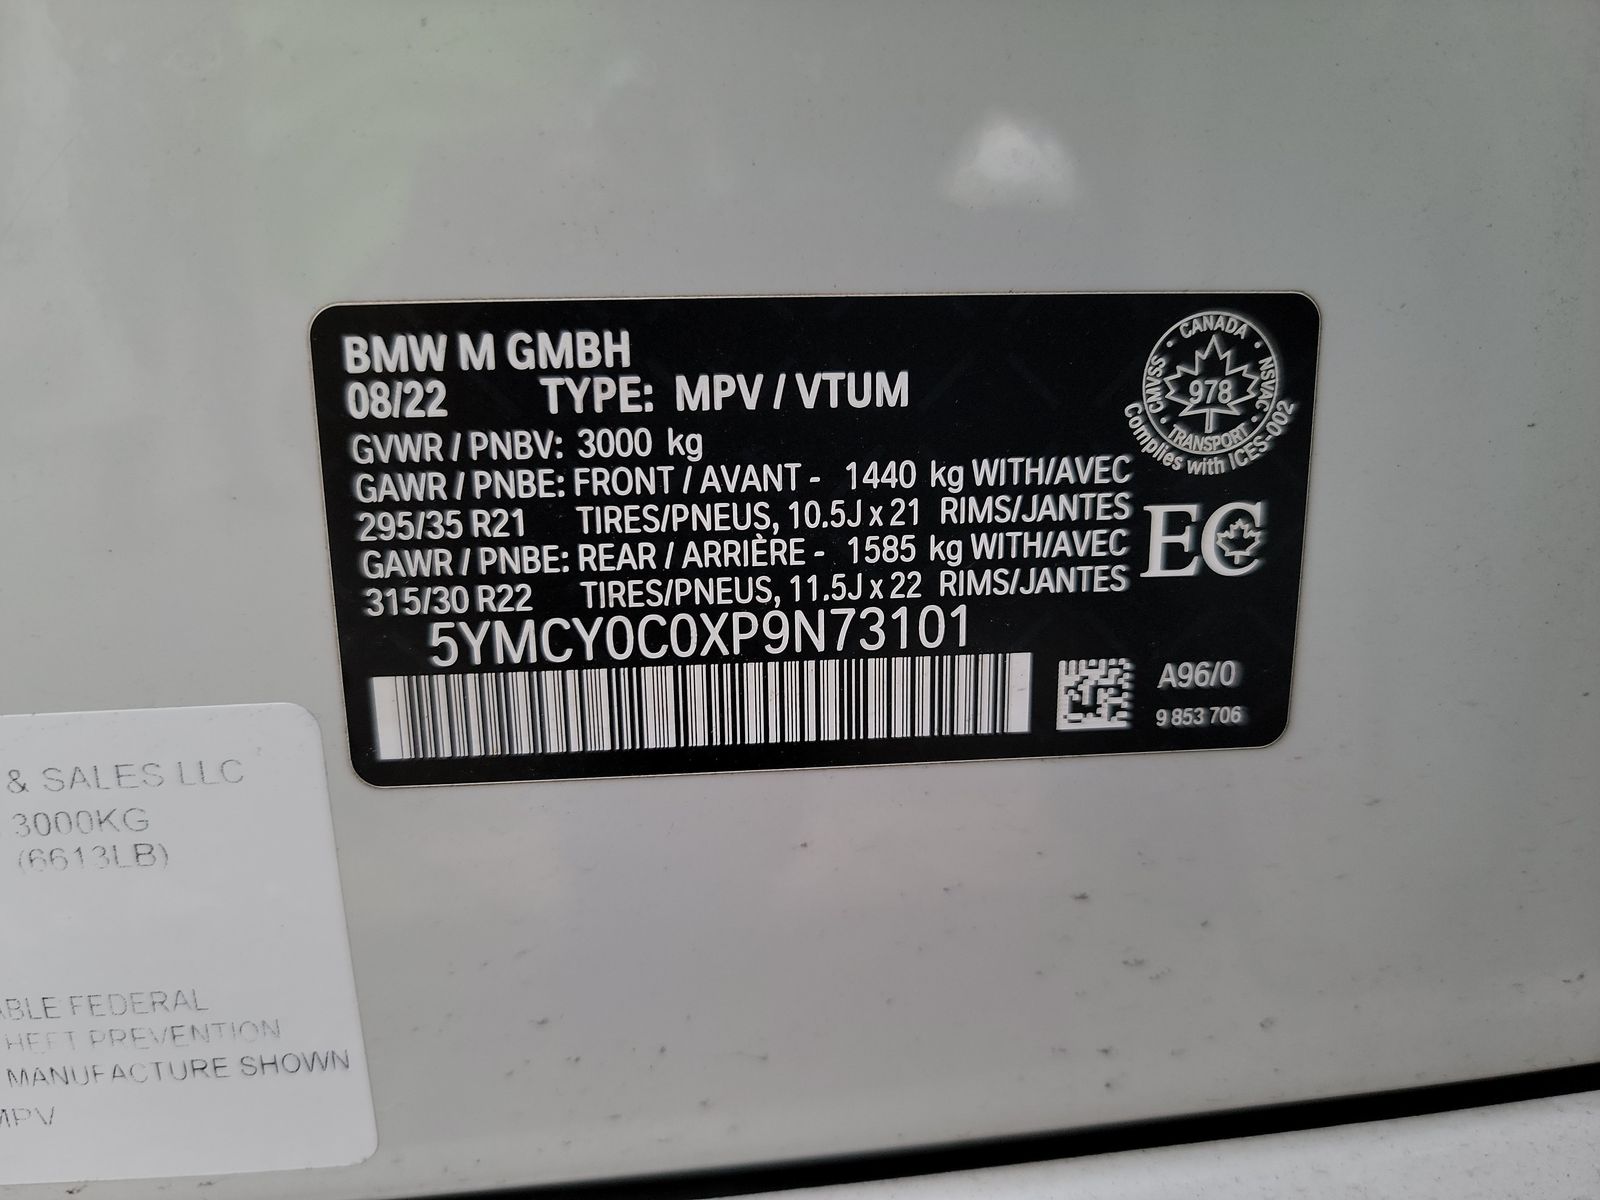 BMW M GMBH
08/22 TYPE: MPV / VTUM
GVWR / PNBV: 3000 kg
GAWR / PNBE: FRONT / AVANT - 1440 kg WITH/AVEC
295/35 R21 TIRES/PNEUS, 10.5J x 21 RIMS/JANTES
GAWR / PNBE: REAR / ARRIÈRE - 1585 kg WITH/AVEC
315/30 R22 TIRES/PNEUS, 11.5J x 22 RIMS/JANTES
5YMCY0C0XP9N73101
CANADA
CMVSS · NSVAC
978
TRANSPORT
Complies with ICES-002
EC
A96/0
9 853 706
& SALES LLC
3000KG
(6613LB)
ABLE FEDERAL
HEFT PREVENTION
MANUFACTURE SHOWN
MPV